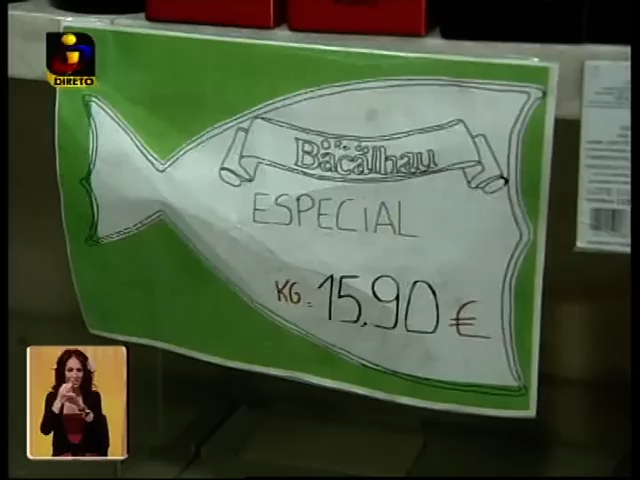 DIRETO
Bacalhau
ESPECIAL
KG = 15,90 €